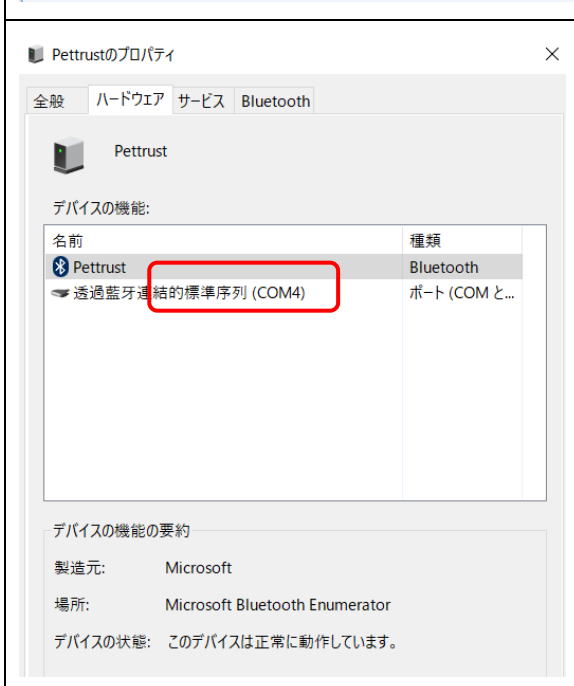 Pettrustのプロパティ
全般 ハードウェア サービス Bluetooth
Pettrust
デバイスの機能:
名前 種類
Pettrust Bluetooth
透過藍牙連結的標準序列 (COM4) ポート (COM と...
デバイスの機能の要約
製造元: Microsoft
場所: Microsoft Bluetooth Enumerator
デバイスの状態: このデバイスは正常に動作しています。